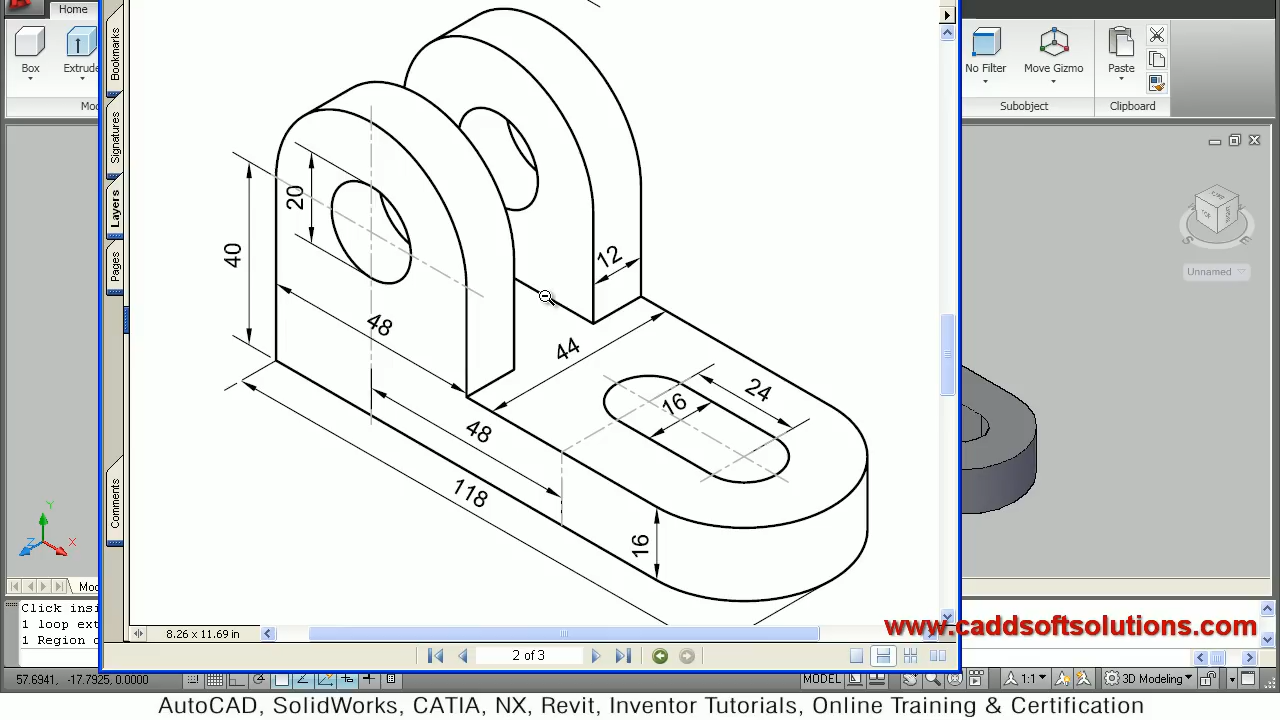 Home
Bookmarks
Signatures
Layers
Pages
Comments
Box
Extrude
No Filter
Move Gizmo
Paste
Subobject
Clipboard
Unnamed
20
40
48
12
44
24
16
48
118
16
Y
Z
X
S
8.26 x 11.69 in
2 of 3
Click insi
1 loop ext
1 Region c
www.caddsoftsolutions.com
57.6941, -17.7925, 0.0000
MODEL
1:1
3D Modeling
AutoCAD, SolidWorks, CATIA, NX, Revit, Inventor Tutorials, Online Training & Certification